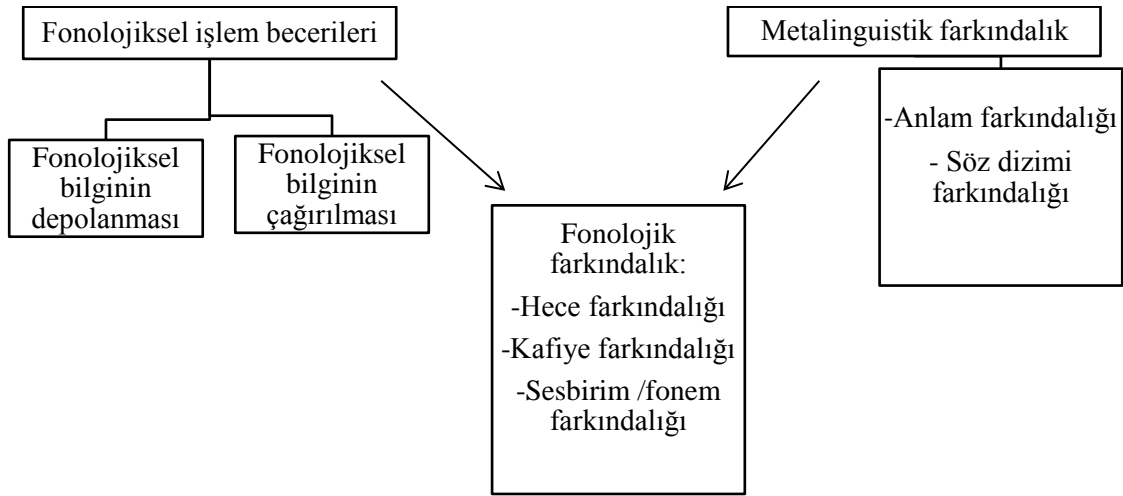 Fonolojiksel işlem becerileri
Metalinguistik farkındalık
Fonolojiksel
bilginin
depolanması
Fonolojiksel
bilginin
çağırılması
-Anlam farkındalığı
- Söz dizimi
farkındalığı
Fonolojik
farkındalık:
-Hece farkındalığı
-Kafiye farkındalığı
-Sesbirim /fonem
farkındalığı